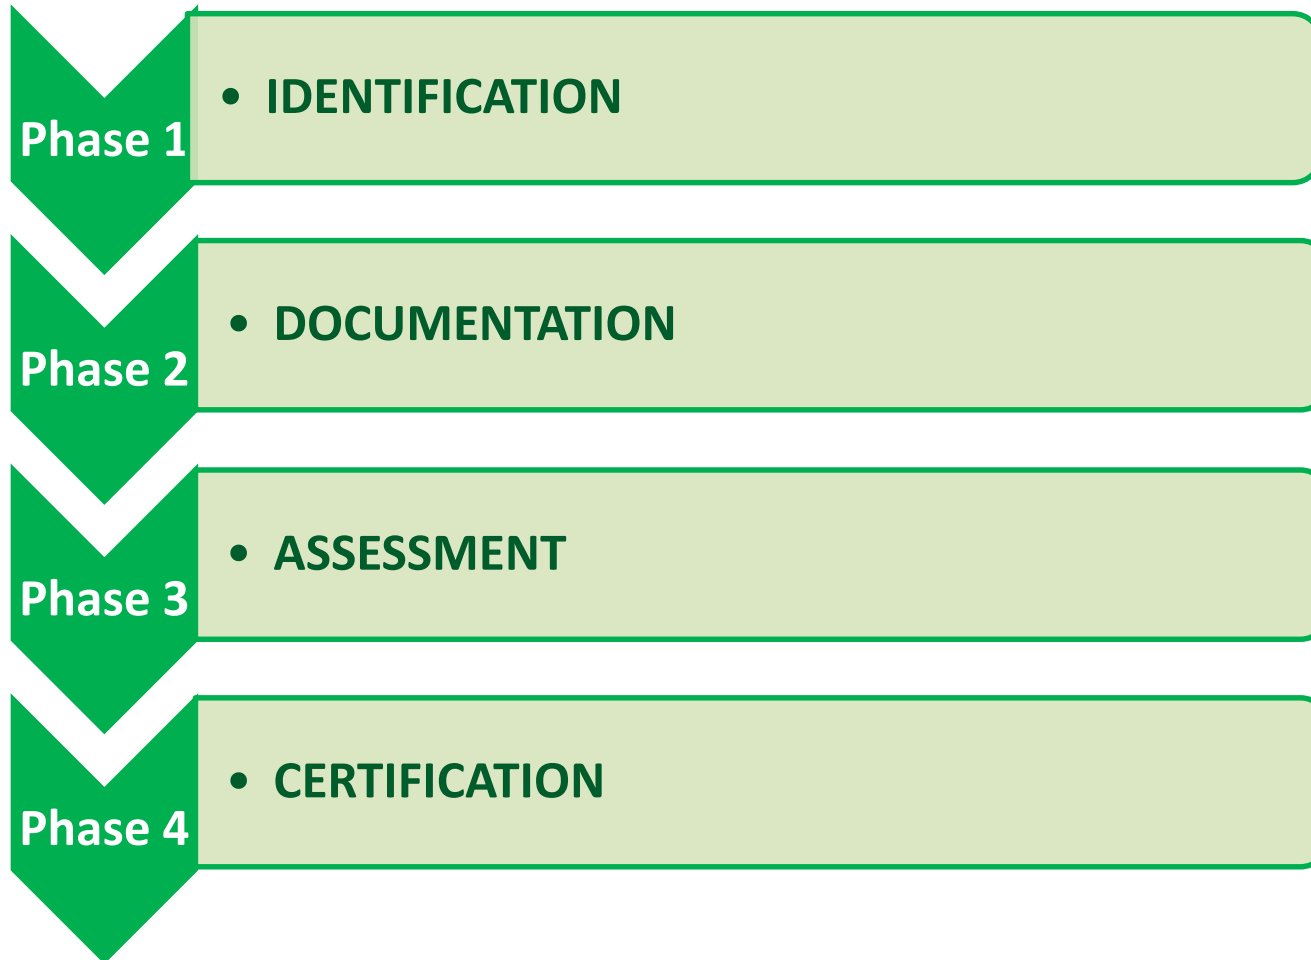 Phase 1
• IDENTIFICATION
Phase 2
• DOCUMENTATION
Phase 3
• ASSESSMENT
Phase 4
• CERTIFICATION